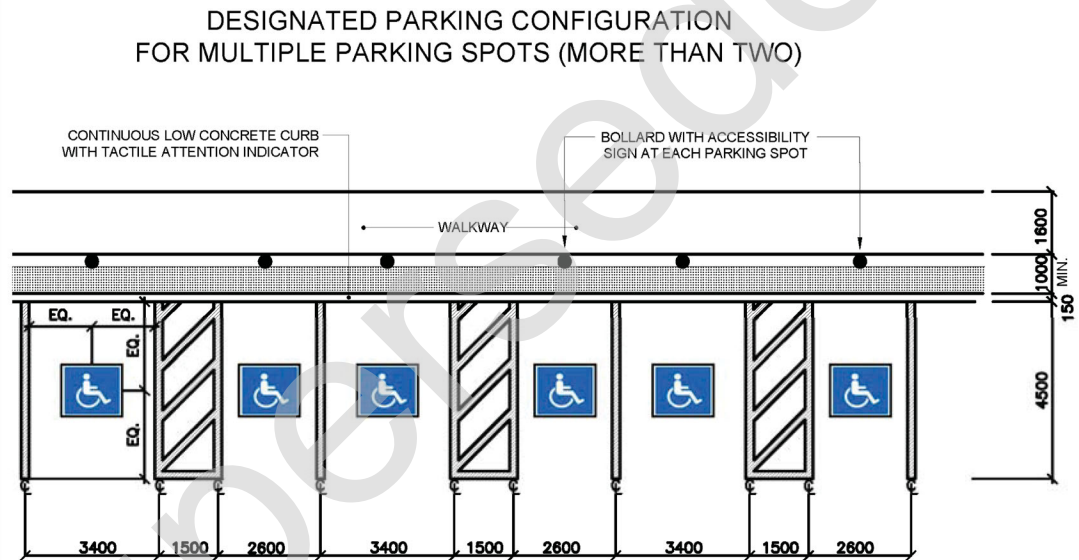 DESIGNATED PARKING CONFIGURATION
FOR MULTIPLE PARKING SPOTS (MORE THAN TWO)
CONTINUOUS LOW CONCRETE CURB
WITH TACTILE ATTENTION INDICATOR
BOLLARD WITH ACCESSIBILITY
SIGN AT EACH PARKING SPOT
WALKWAY
1600
1000 MIN.
150
EQ. EQ.
EQ.
EQ.
4500
℄ ℄ ℄ ℄ ℄ ℄ ℄ ℄ ℄ ℄
3400 1500 2600 3400 1500 2600 3400 1500 2600